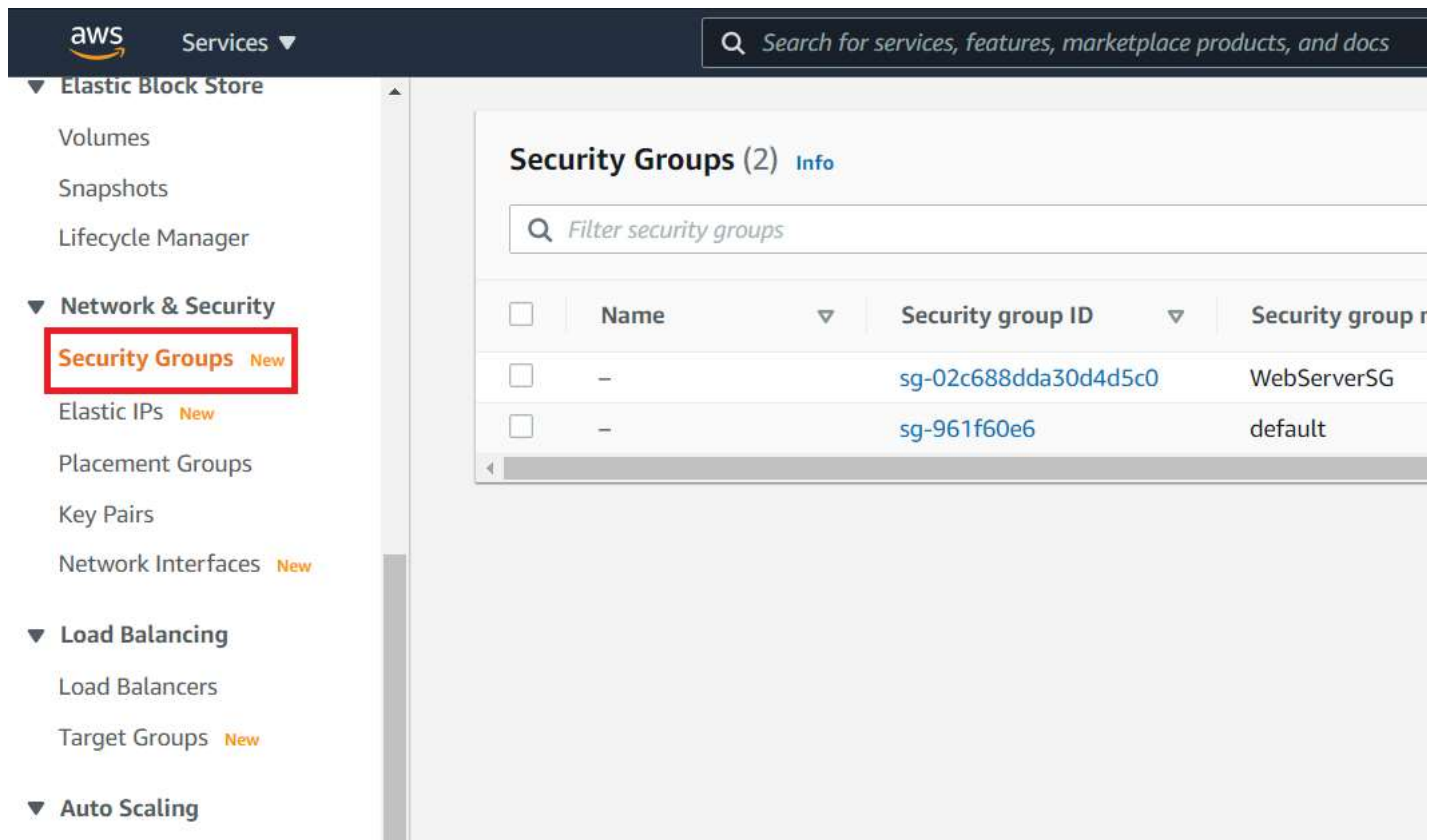 aws Services Search for services, features, marketplace products, and docs
Elastic Block Store
Volumes
Snapshots
Lifecycle Manager
Network & Security
Security Groups New
Elastic IPs New
Placement Groups
Key Pairs
Network Interfaces New
Load Balancing
Load Balancers
Target Groups New
Auto Scaling
Security Groups (2) Info
Filter security groups
Name Security group ID Security group
– sg-02c688dda30d4d5c0 WebServerSG
– sg-961f60e6 default